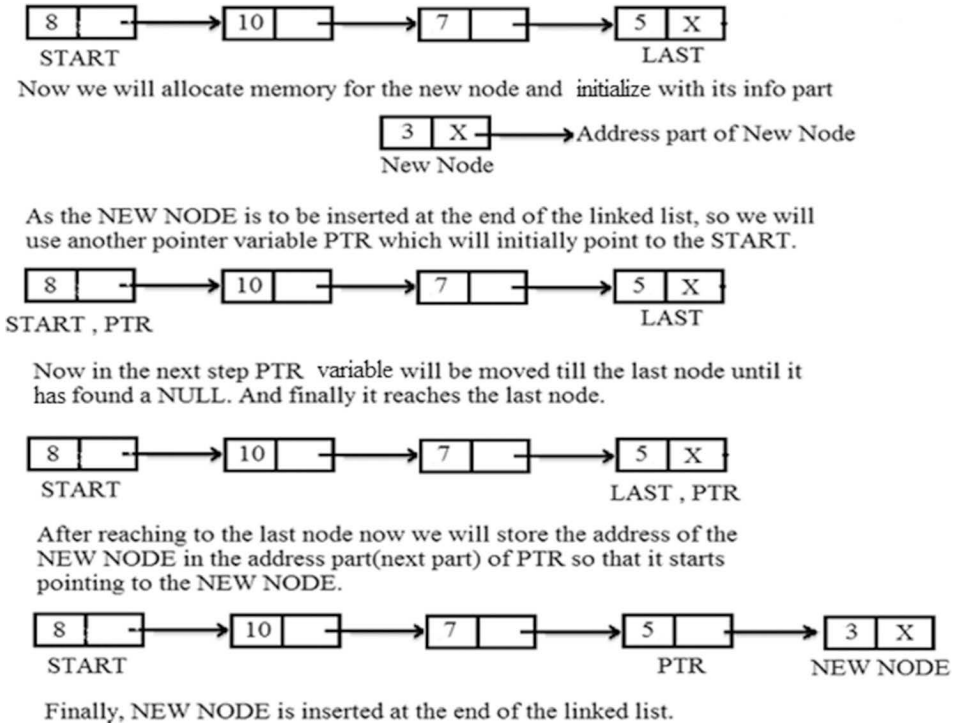 8 10 7 5 X
START LAST
Now we will allocate memory for the new node and initialize with its info part
3 X Address part of New Node
New Node
As the NEW NODE is to be inserted at the end of the linked list, so we will
use another pointer variable PTR which will initially point to the START.
8 10 7 5 X
START , PTR LAST
Now in the next step PTR variable will be moved till the last node until it
has found a NULL. And finally it reaches the last node.
8 10 7 5 X
START LAST , PTR
After reaching to the last node now we will store the address of the
NEW NODE in the address part(next part) of PTR so that it starts
pointing to the NEW NODE.
8 10 7 5 3 X
START PTR NEW NODE
Finally, NEW NODE is inserted at the end of the linked list.